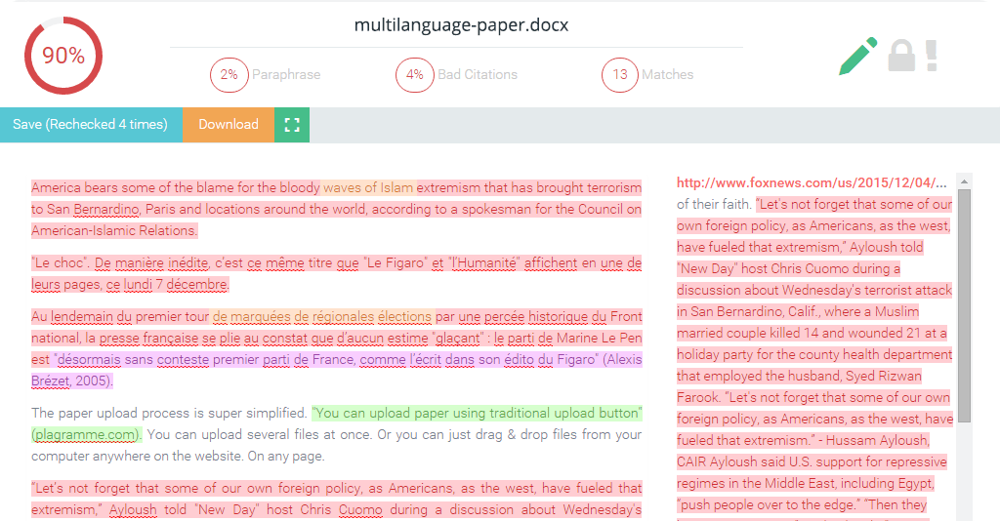 multilanguage-paper.docx
90%
2% Paraphrase
4% Bad Citations
13 Matches
Save (Rechecked 4 times)
Download
America bears some of the blame for the bloody waves of Islam extremism that has brought terrorism
to San Bernardino, Paris and locations around the world, according to a spokesman for the Council on
American-Islamic Relations.
"Le choc". De manière inédite, c'est ce même titre que "Le Figaro" et "l'Humanité" affichent en une de
leurs pages, ce lundi 7 décembre.
Au lendemain du premier tour de marquées de régionales élections par une percée historique du Front
national, la presse française se plie au constat que d'aucun estime "glaçant" : le parti de Marine Le Pen
est "désormais sans conteste premier parti de France, comme l'écrit dans son édito du Figaro" (Alexis
Brézet, 2005).
The paper upload process is super simplified. "You can upload paper using traditional upload button"
(plagramme.com). You can upload several files at once. Or you can just drag & drop files from your
computer anywhere on the website. On any page.
"Let's not forget that some of our own foreign policy, as Americans, as the west, have fueled that
extremism," Ayloush told "New Day" host Chris Cuomo during a discussion about Wednesday's
http://www.foxnews.com/us/2015/12/04/...
of their faith. "Let's not forget that some of our
own foreign policy, as Americans, as the west,
have fueled that extremism," Ayloush told
"New Day" host Chris Cuomo during a
discussion about Wednesday's terrorist attack
in San Bernardino, Calif., where a Muslim
married couple killed 14 and wounded 21 at a
holiday party for the county health department
that employed the husband, Syed Rizwan
Farook. "Let's not forget that some of our own
foreign policy, as Americans, as the west, have
fueled that extremism." - Hussam Ayloush,
CAIR Ayloush said U.S. support for repressive
regimes in the Middle East, including Egypt,
"push people over to the edge." "Then they